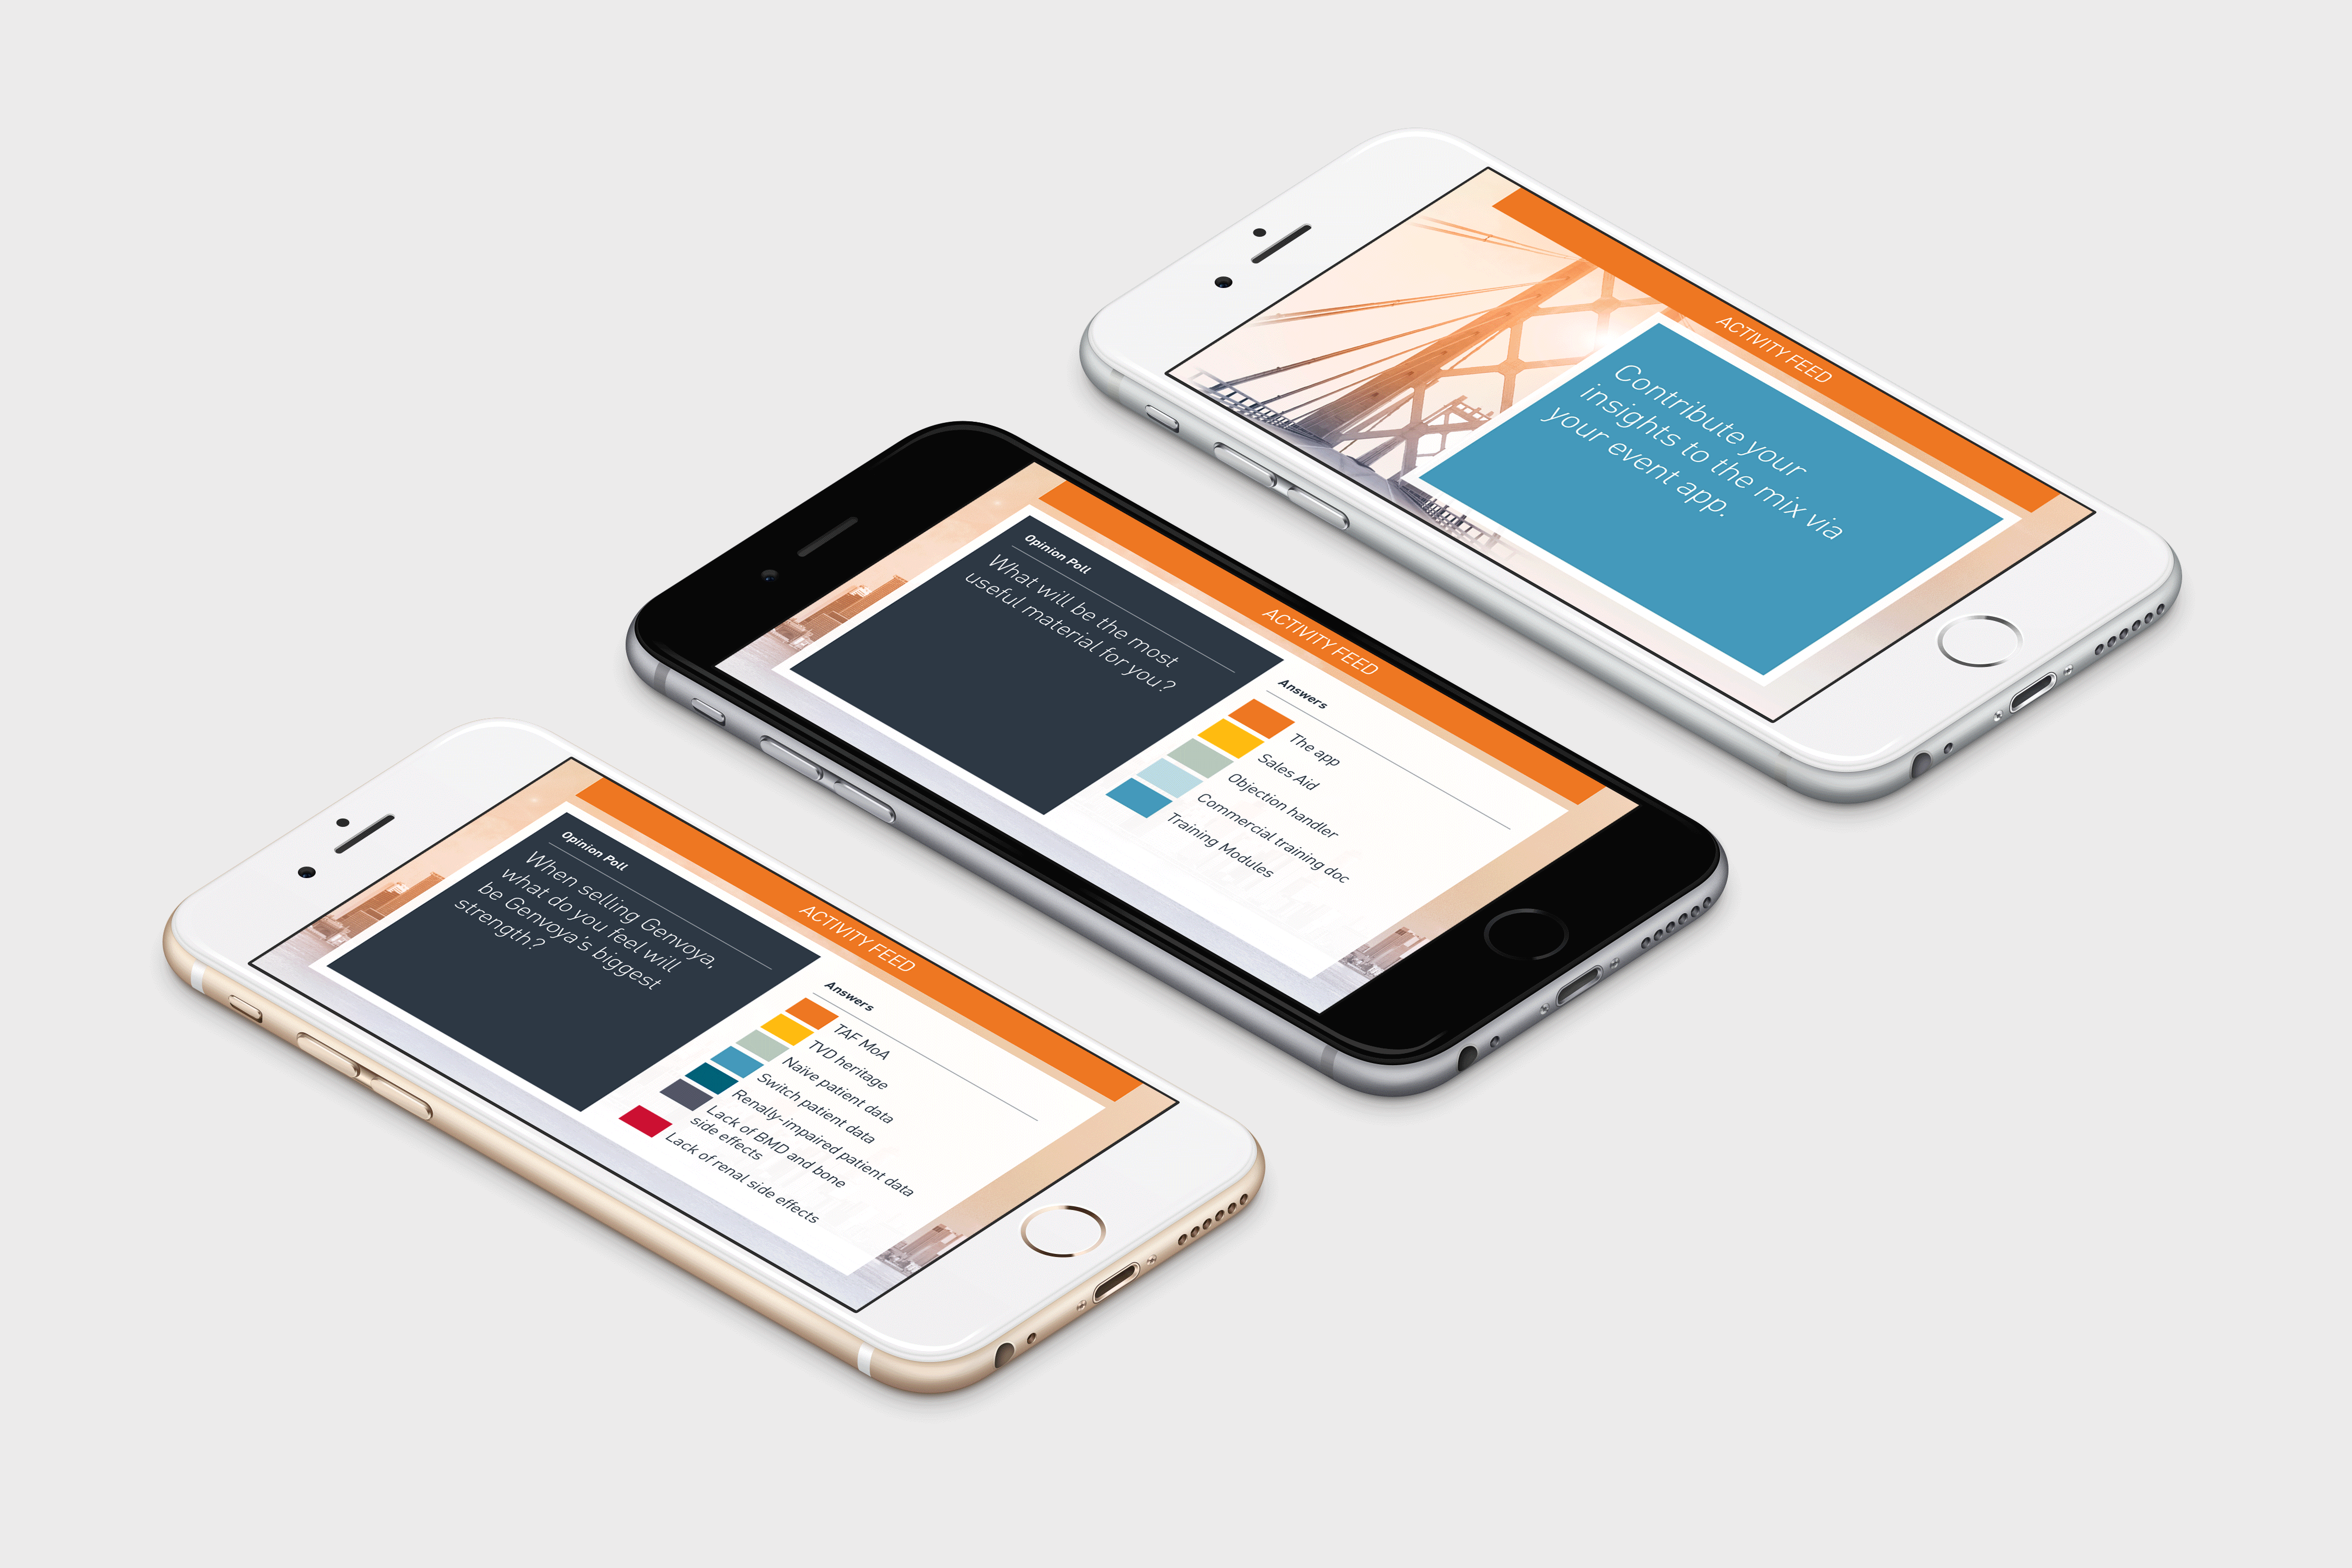 ACTIVITY FEED
Contribute your
insights to the mix via
your event app.
ACTIVITY FEED
Opinion Poll
What will be the most
useful material for you?
Answers
The app
Sales Aid
Objection handler
Commercial training doc
Training Modules
ACTIVITY FEED
Opinion Poll
When selling Genvoya,
what do you feel will
be Genvoya's biggest
strength?
Answers
TAF MoA
TVD heritage
Naive patient data
Switch patient data
Renally-impaired patient data
Lack of BMD and bone
side effects
Lack of renal side effects